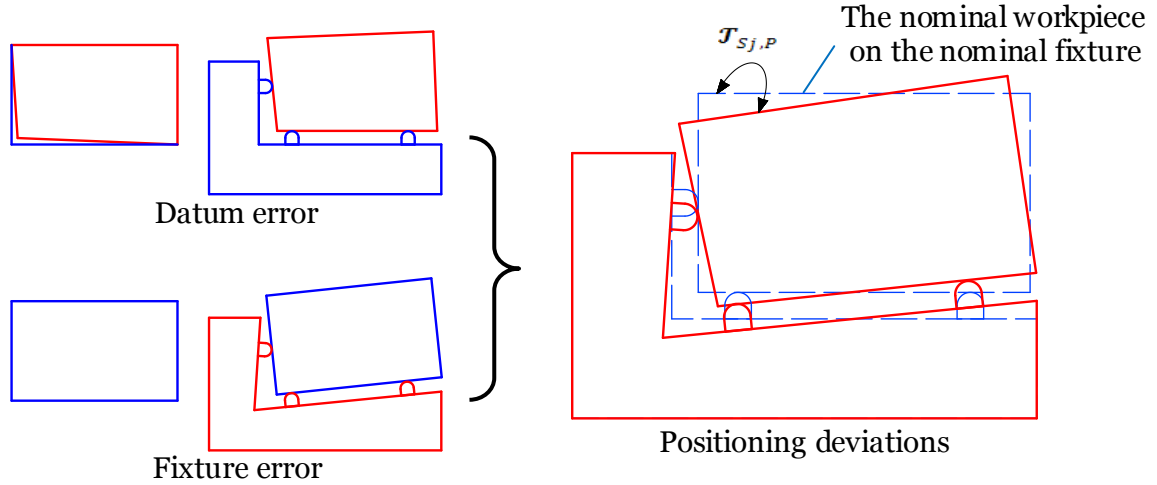 The nominal workpiece
on the nominal fixture
𝒯Sj,P
Datum error
Fixture error
Positioning deviations